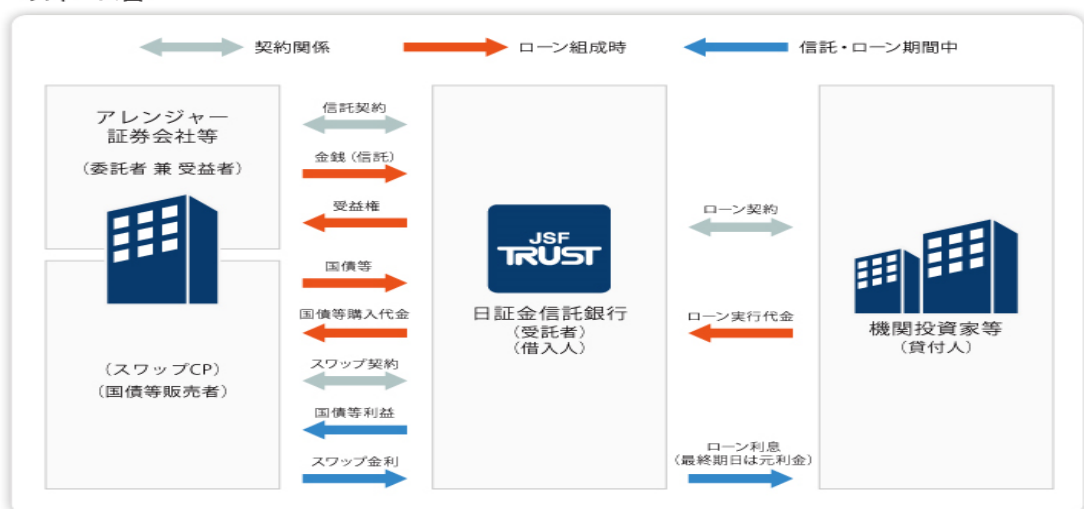 契約関係
ローン組成時
信託・ローン期間中
アレンジャー
証券会社等
（委託者 兼 受益者）
（スワップCP）
（国債等販売者）
信託契約
金銭（信託）
受益権
国債等
国債等購入代金
スワップ契約
国債等利益
スワップ金利
JSF
TRUST
日証金信託銀行
（受託者）
（借入人）
ローン契約
ローン実行代金
ローン利息
（最終期日は元利金）
機関投資家等
（貸付人）